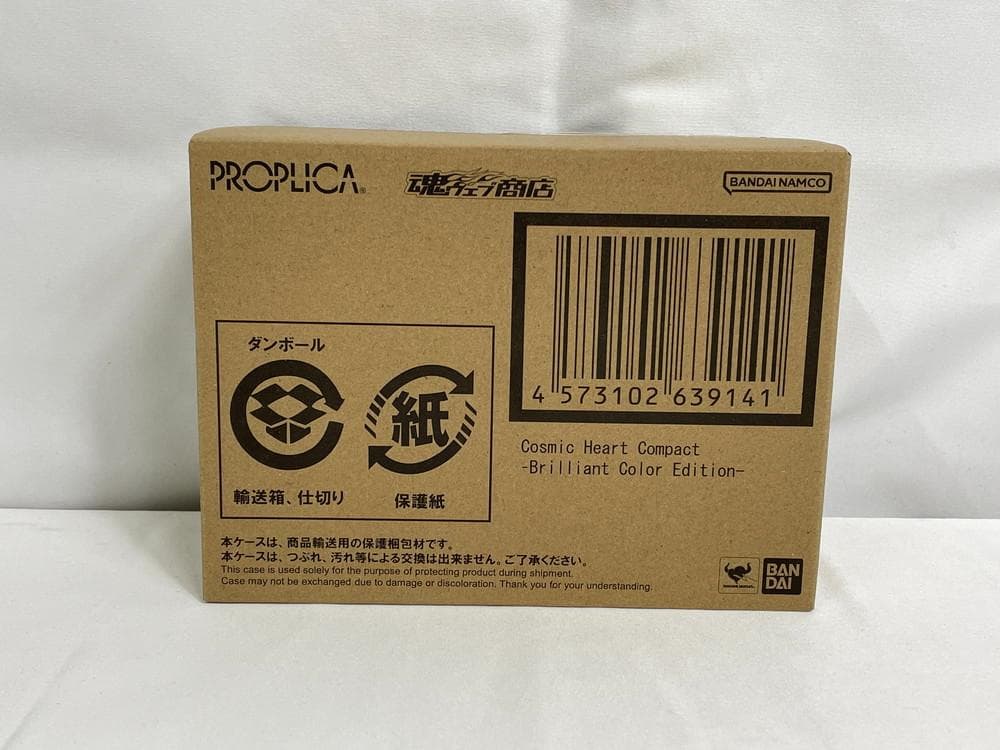 PROPLICA®
魂ウェブ商店
BANDAI NAMCO
4 573102 639141
Cosmic Heart Compact
-Brilliant Color Edition-
ダンボール
紙
輸送箱、仕切り
保護紙
本ケースは、商品輸送用の保護梱包材です。
本ケースは、つぶれ、汚れ等による交換は出来ません。ご了承ください。
This case is used solely for the purpose of protecting product during shipment.
Case may not be exchanged due to damage or discoloration. Thank you for your understanding.
BAN
DAI